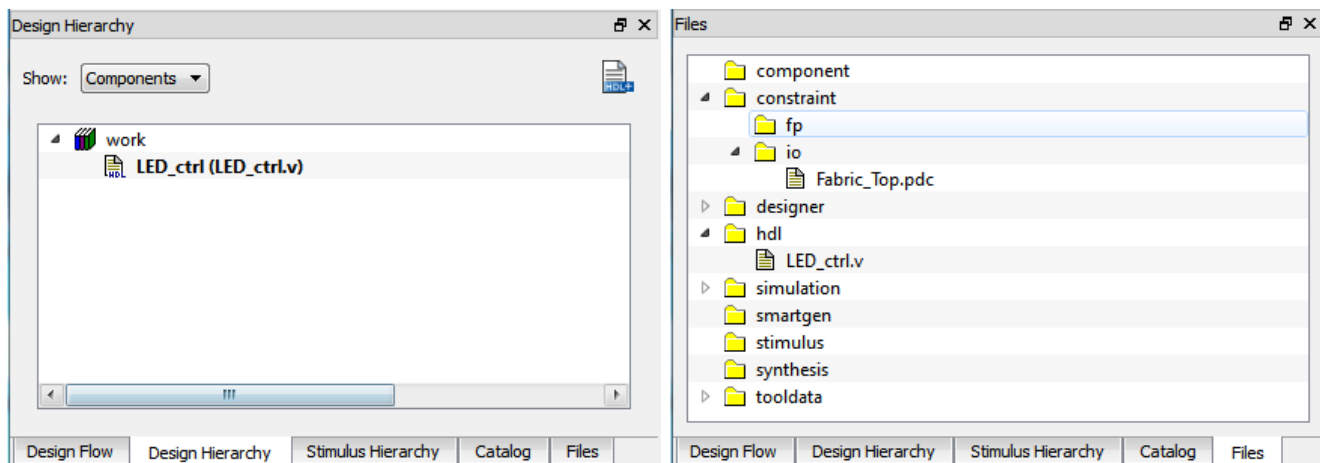 Design Hierarchy
Show: Components
HDL+
work
HDL LED_ctrl (LED_ctrl.v)
Design Flow Design Hierarchy Stimulus Hierarchy Catalog Files
Files
component
constraint
fp
io
Fabric_Top.pdc
designer
hdl
LED_ctrl.v
simulation
smartgen
stimulus
synthesis
tooldata
Design Flow Design Hierarchy Stimulus Hierarchy Catalog Files